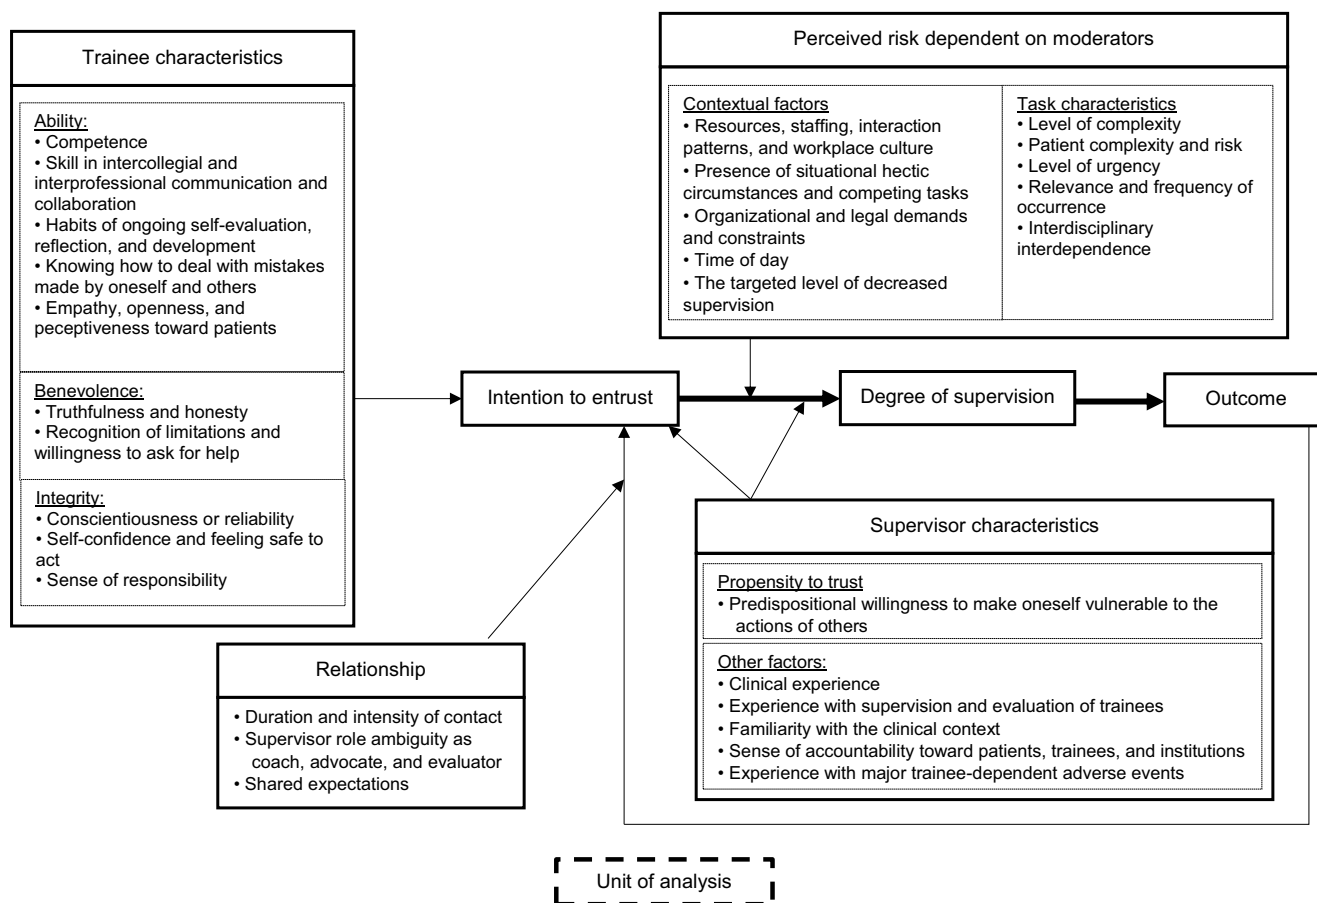 Trainee characteristics
Ability:
• Competence
• Skill in intercollegial and
interprofessional communication and
collaboration
• Habits of ongoing self-evaluation,
reflection, and development
• Knowing how to deal with mistakes
made by oneself and others
• Empathy, openness, and
peceptiveness toward patients
Benevolence:
• Truthfulness and honesty
• Recognition of limitations and
willingness to ask for help
Integrity:
• Conscientiousness or reliability
• Self-confidence and feeling safe to
act
• Sense of responsibility
Perceived risk dependent on moderators
Contextual factors
• Resources, staffing, interaction
patterns, and workplace culture
• Presence of situational hectic
circumstances and competing tasks
• Organizational and legal demands
and constraints
• Time of day
• The targeted level of decreased
supervision
Task characteristics
• Level of complexity
• Patient complexity and risk
• Level of urgency
• Relevance and frequency of
occurrence
• Interdisciplinary
interdependence
Intention to entrust
Degree of supervision
Outcome
Relationship
• Duration and intensity of contact
• Supervisor role ambiguity as
coach, advocate, and evaluator
• Shared expectations
Supervisor characteristics
Propensity to trust
• Predispositional willingness to make oneself vulnerable to the
actions of others
Other factors:
• Clinical experience
• Experience with supervision and evaluation of trainees
• Familiarity with the clinical context
• Sense of accountability toward patients, trainees, and institutions
• Experience with major trainee-dependent adverse events
Unit of analysis